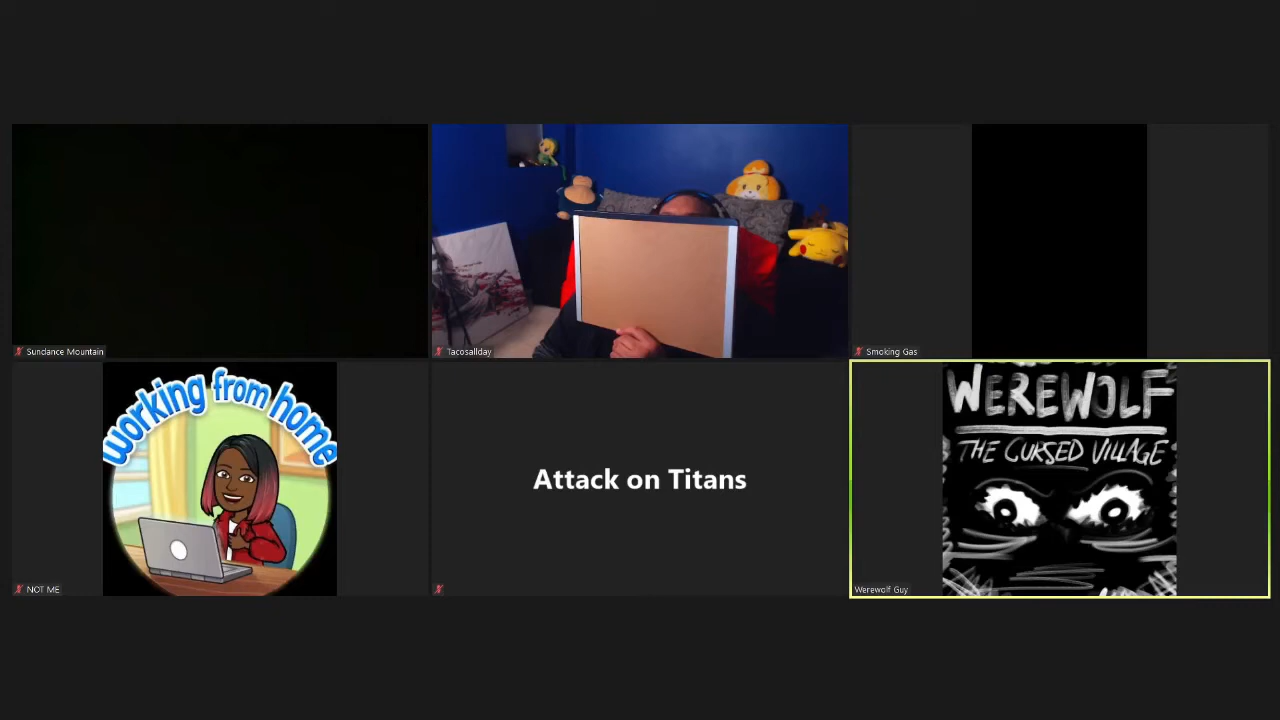 Sundance Mountain
Tacosallday
Smoking Gas
working from home
NOT ME
Attack on Titans
WEREWOLF
THE CURSED VILLAGE
Werewolf Guy